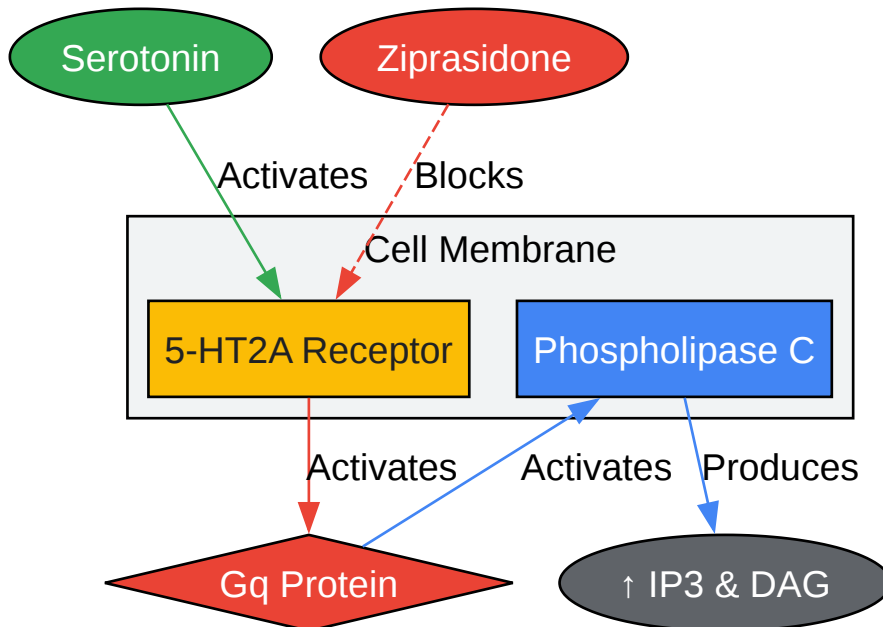 Serotonin
Ziprasidone
Activates
Blocks
Cell Membrane
5-HT2A Receptor
Phospholipase C
Activates
Activates
Produces
Gq Protein
↑ IP3 & DAG